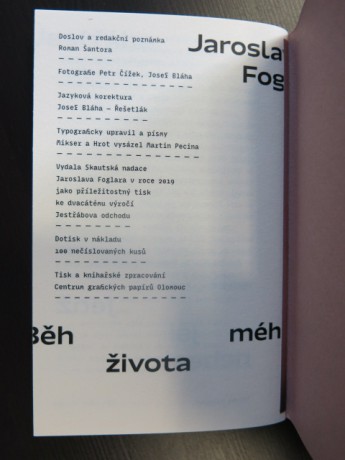 Doslov a redakční poznámka
Roman Šantora
Fotografie Petr Čížek, Josef Bláha
Jazyková korektura
Josef Bláha – Řešetlák
Typograficky upravil a písmy
Mikser a Hrot vysázel Martin Pecina
Vydala Skautská nadace
Jaroslava Foglara v roce 2019
jako příležitostný tisk
ke dvacátému výročí
Jestřábova odchodu
Dotisk v nákladu
200 nečíslovaných kusů
Tisk a knihařské zpracování
Centrum grafických papírů Olomouc
Jarosla
Fog
Běh
méh
života